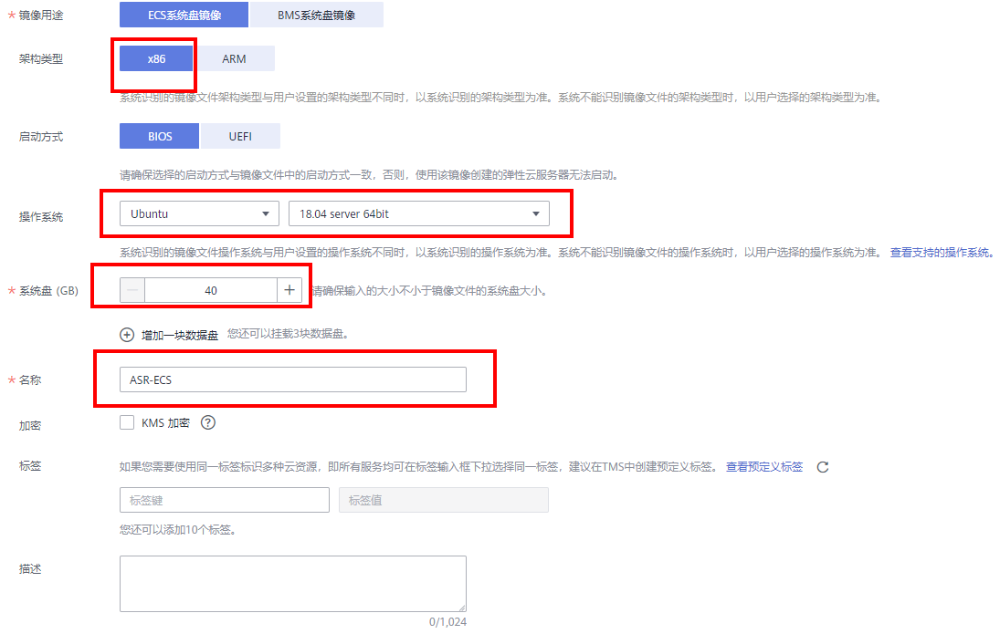 * 镜像用途 ECS系统盘镜像 BMS系统盘镜像
架构类型 x86 ARM
系统识别的镜像文件架构类型与用户设置的架构类型不同时，以系统识别的架构类型为准。系统不能识别镜像文件的架构类型时，以用户选择的架构类型为准。
启动方式 BIOS UEFI
请确保选择的启动方式与镜像文件中的启动方式一致，否则，使用该镜像创建的弹性云服务器无法启动。
操作系统 Ubuntu 18.04 server 64bit
系统识别的镜像文件操作系统与用户设置的操作系统不同时，以系统识别的操作系统为准。系统不能识别镜像文件的操作系统时，以用户选择的操作系统为准。 查看支持的操作系统。
* 系统盘 (GB) 40 请确保输入的大小不小于镜像文件的系统盘大小。
增加一块数据盘 您还可以挂载3块数据盘。
* 名称 ASR-ECS
加密 KMS 加密 ?
标签 如果您需要使用同一标签标识多种云资源，即所有服务均可在标签输入框下拉选择同一标签，建议在TMS中创建预定义标签。 查看预定义标签
标签键 标签值
您还可以添加10个标签。
描述
0/1,024